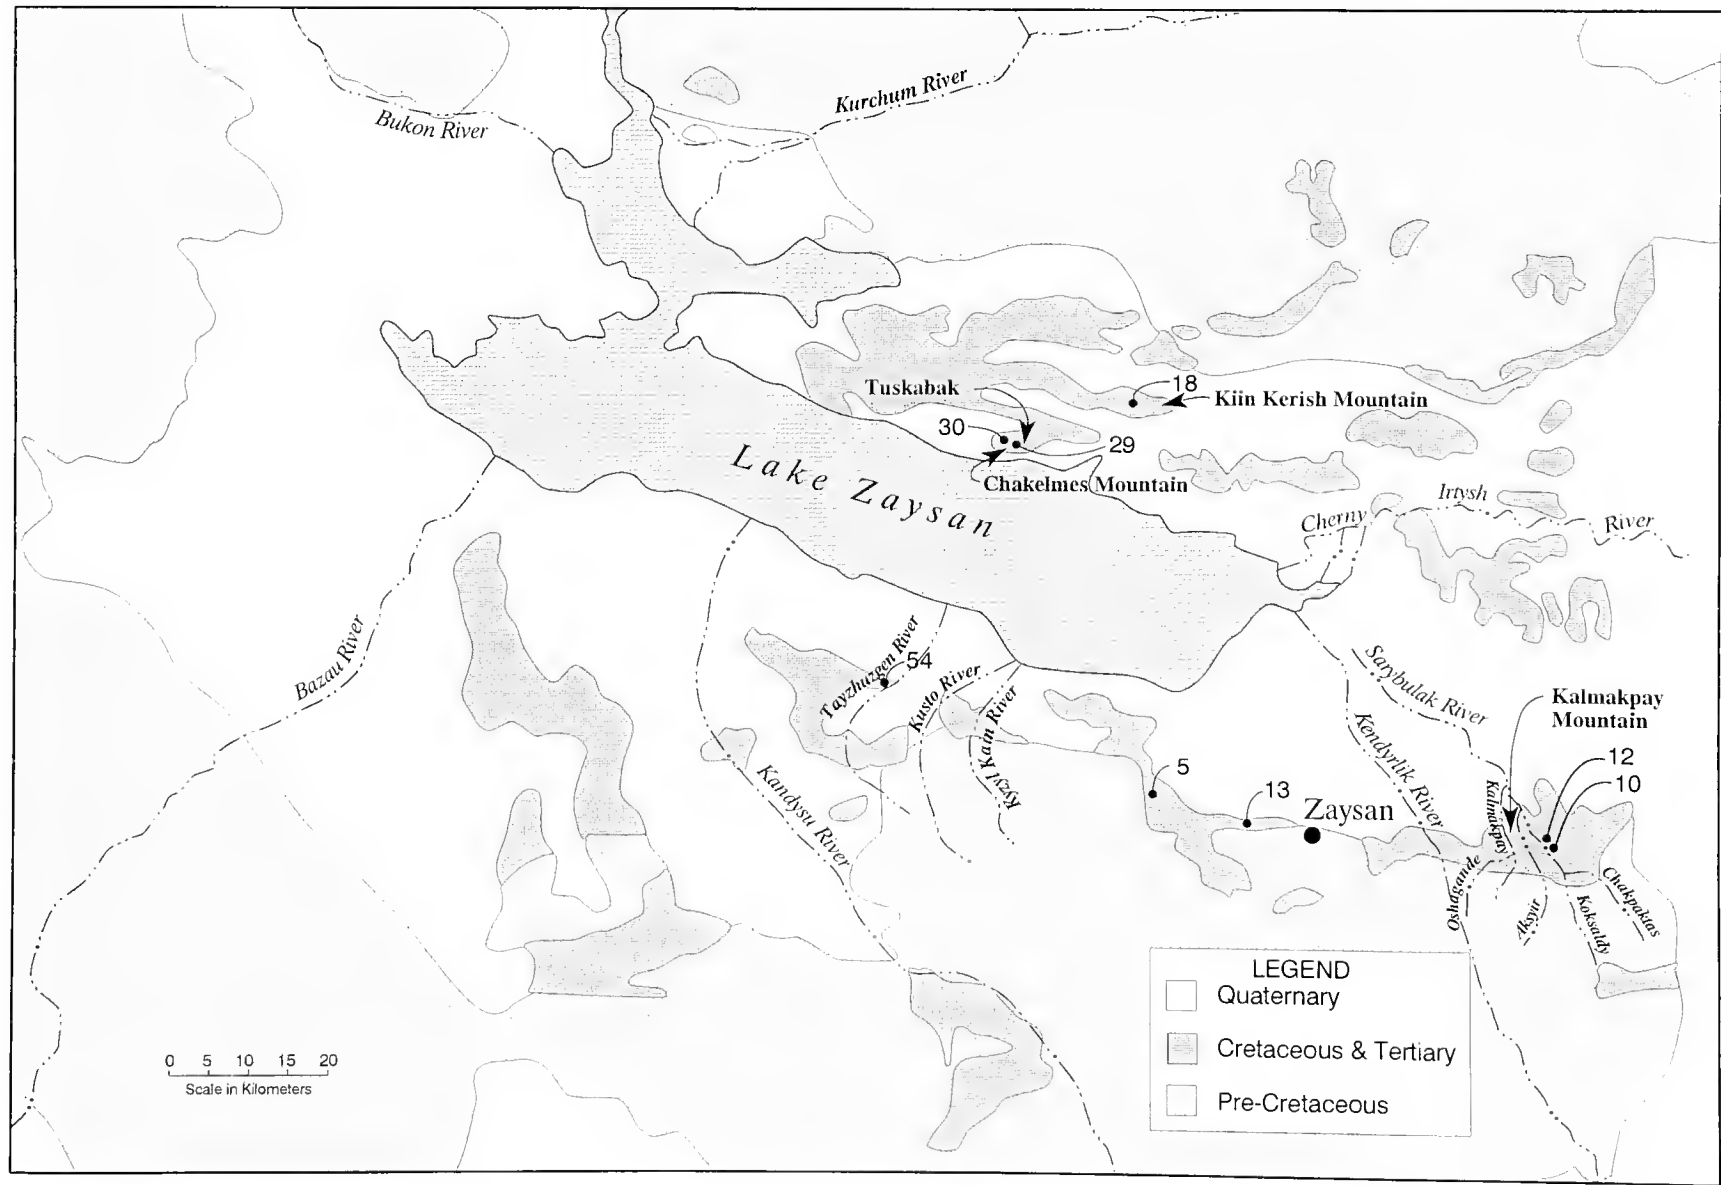 Kurchum River
Bukon River
Tuskabak
18
Kiin Kerish Mountain
30
29
Chakelmes Mountain
Lake Zaysan
Irtysh
Cherny
River
Bazau River
Tayzhuzgen River
54
Kusto River
Kyzyl Kain River
Sarybulak River
Kendyrlik River
Kalmakpay
Mountain
12
10
5
13
Zaysan
Kandysu River
Kalmakpay
Oshagande
Aksyir
Koksaldy
Chakpaktas
LEGEND
Quaternary
Cretaceous & Tertiary
Pre-Cretaceous
0 5 10 15 20
Scale in Kilometers